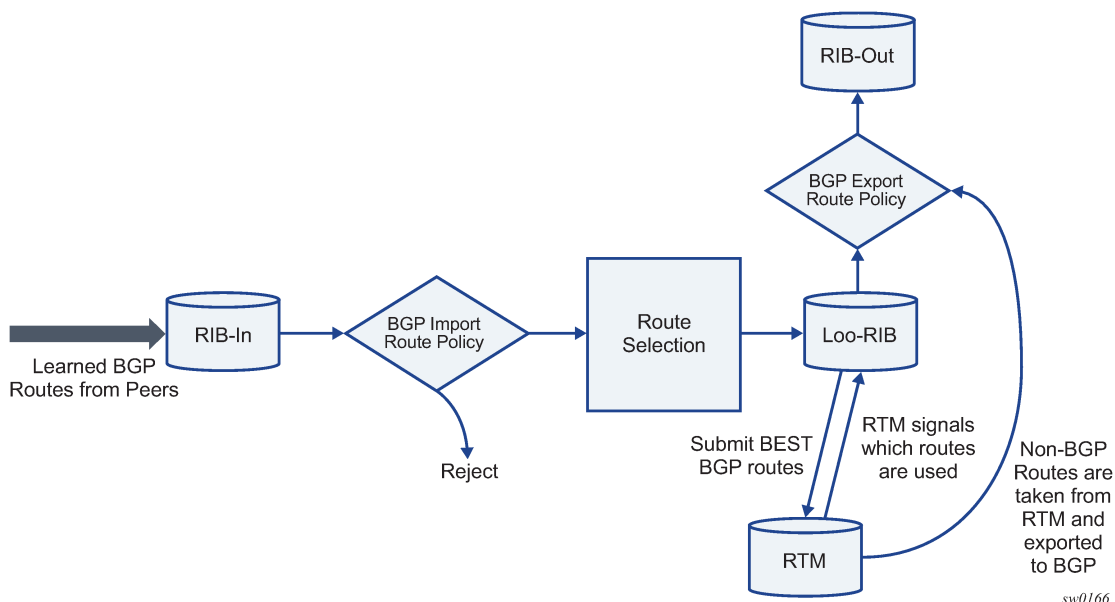 RIB-Out
BGP Export
Route Policy
RIB-In
BGP Import
Route Policy
Route
Selection
Loo-RIB
Learned BGP
Routes from Peers
Reject
Submit BEST
BGP routes
RTM signals
which routes
are used
Non-BGP
Routes are
taken from
RTM and
exported
to BGP
RTM
sw0166